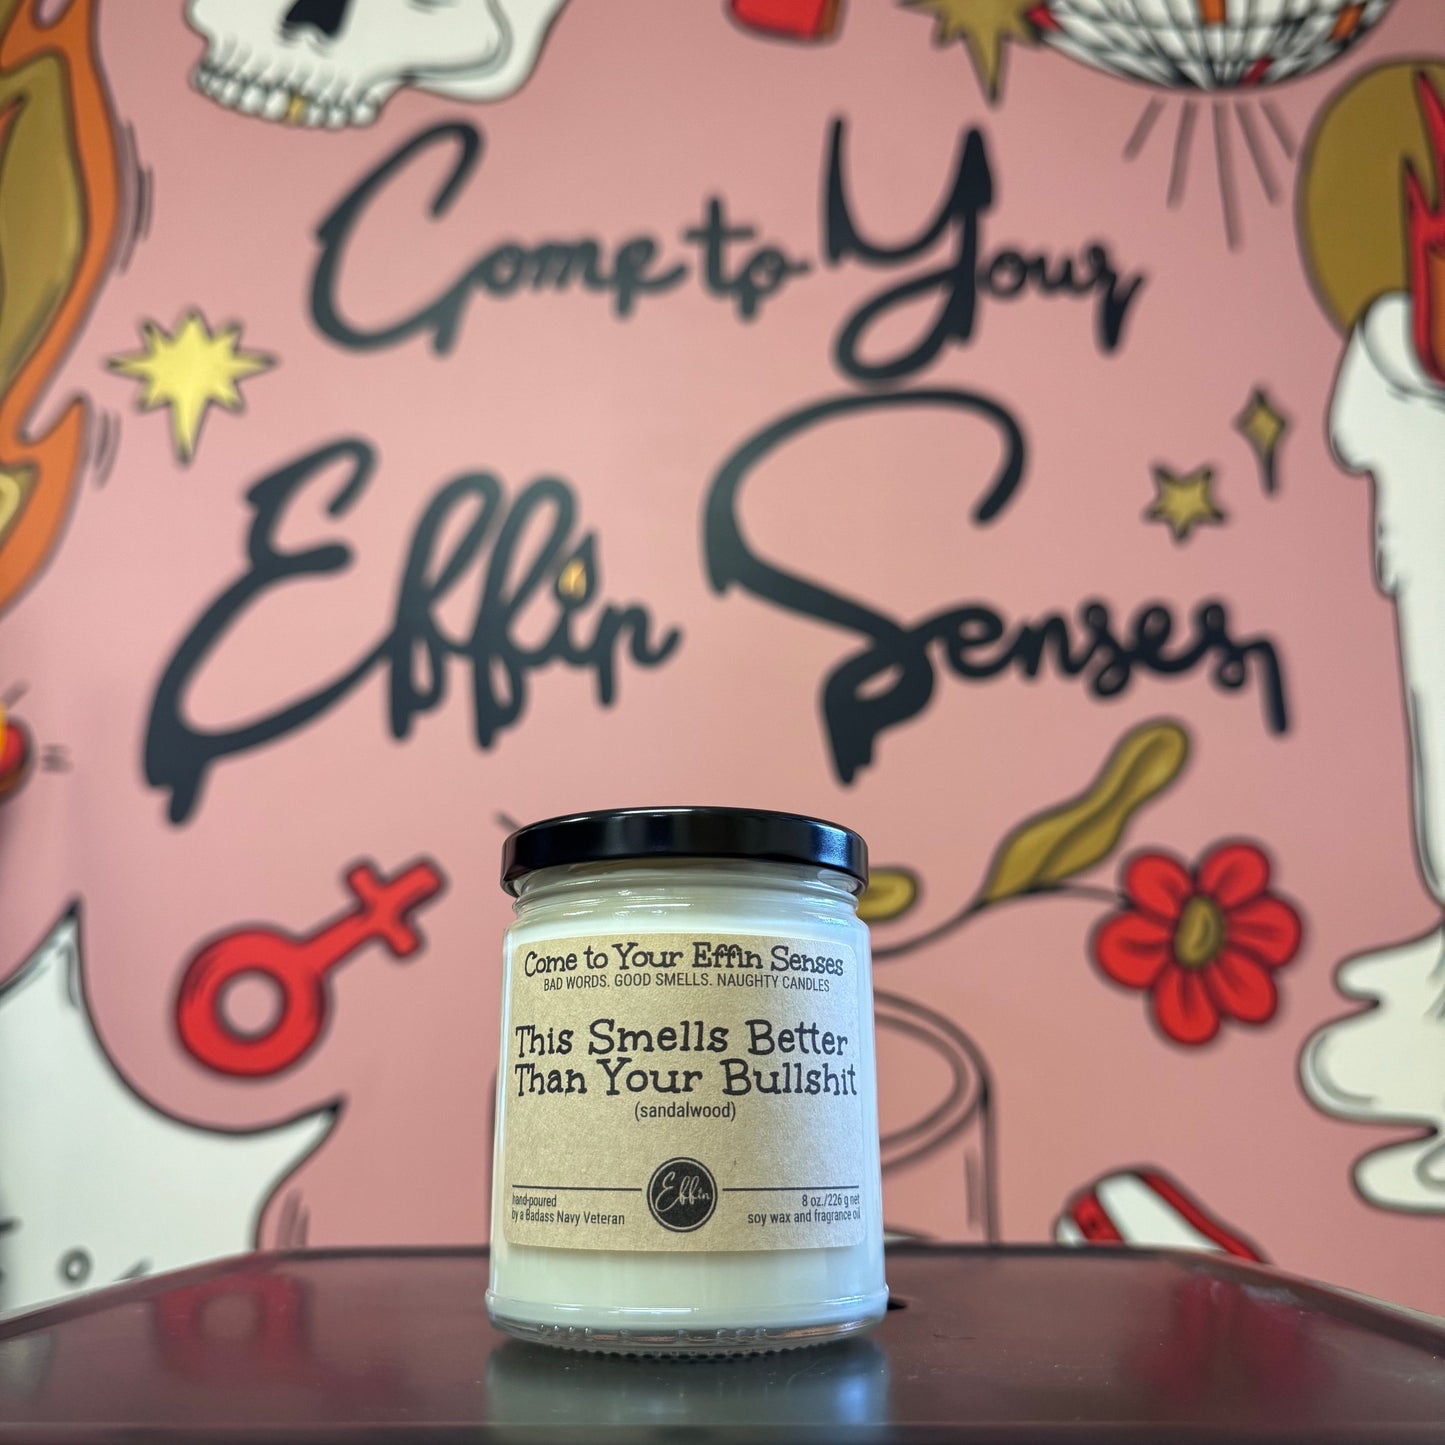 Come to Your
Effin Senses
Come to Your Effin Senses
BAD WORDS. GOOD SMELLS. NAUGHTY CANDLES
This Smells Better
Than Your Bullshit
(sandalwood)
Effin
hand-poured
by a Badass Navy Veteran
8 oz./226 g net
soy wax and fragrance oil